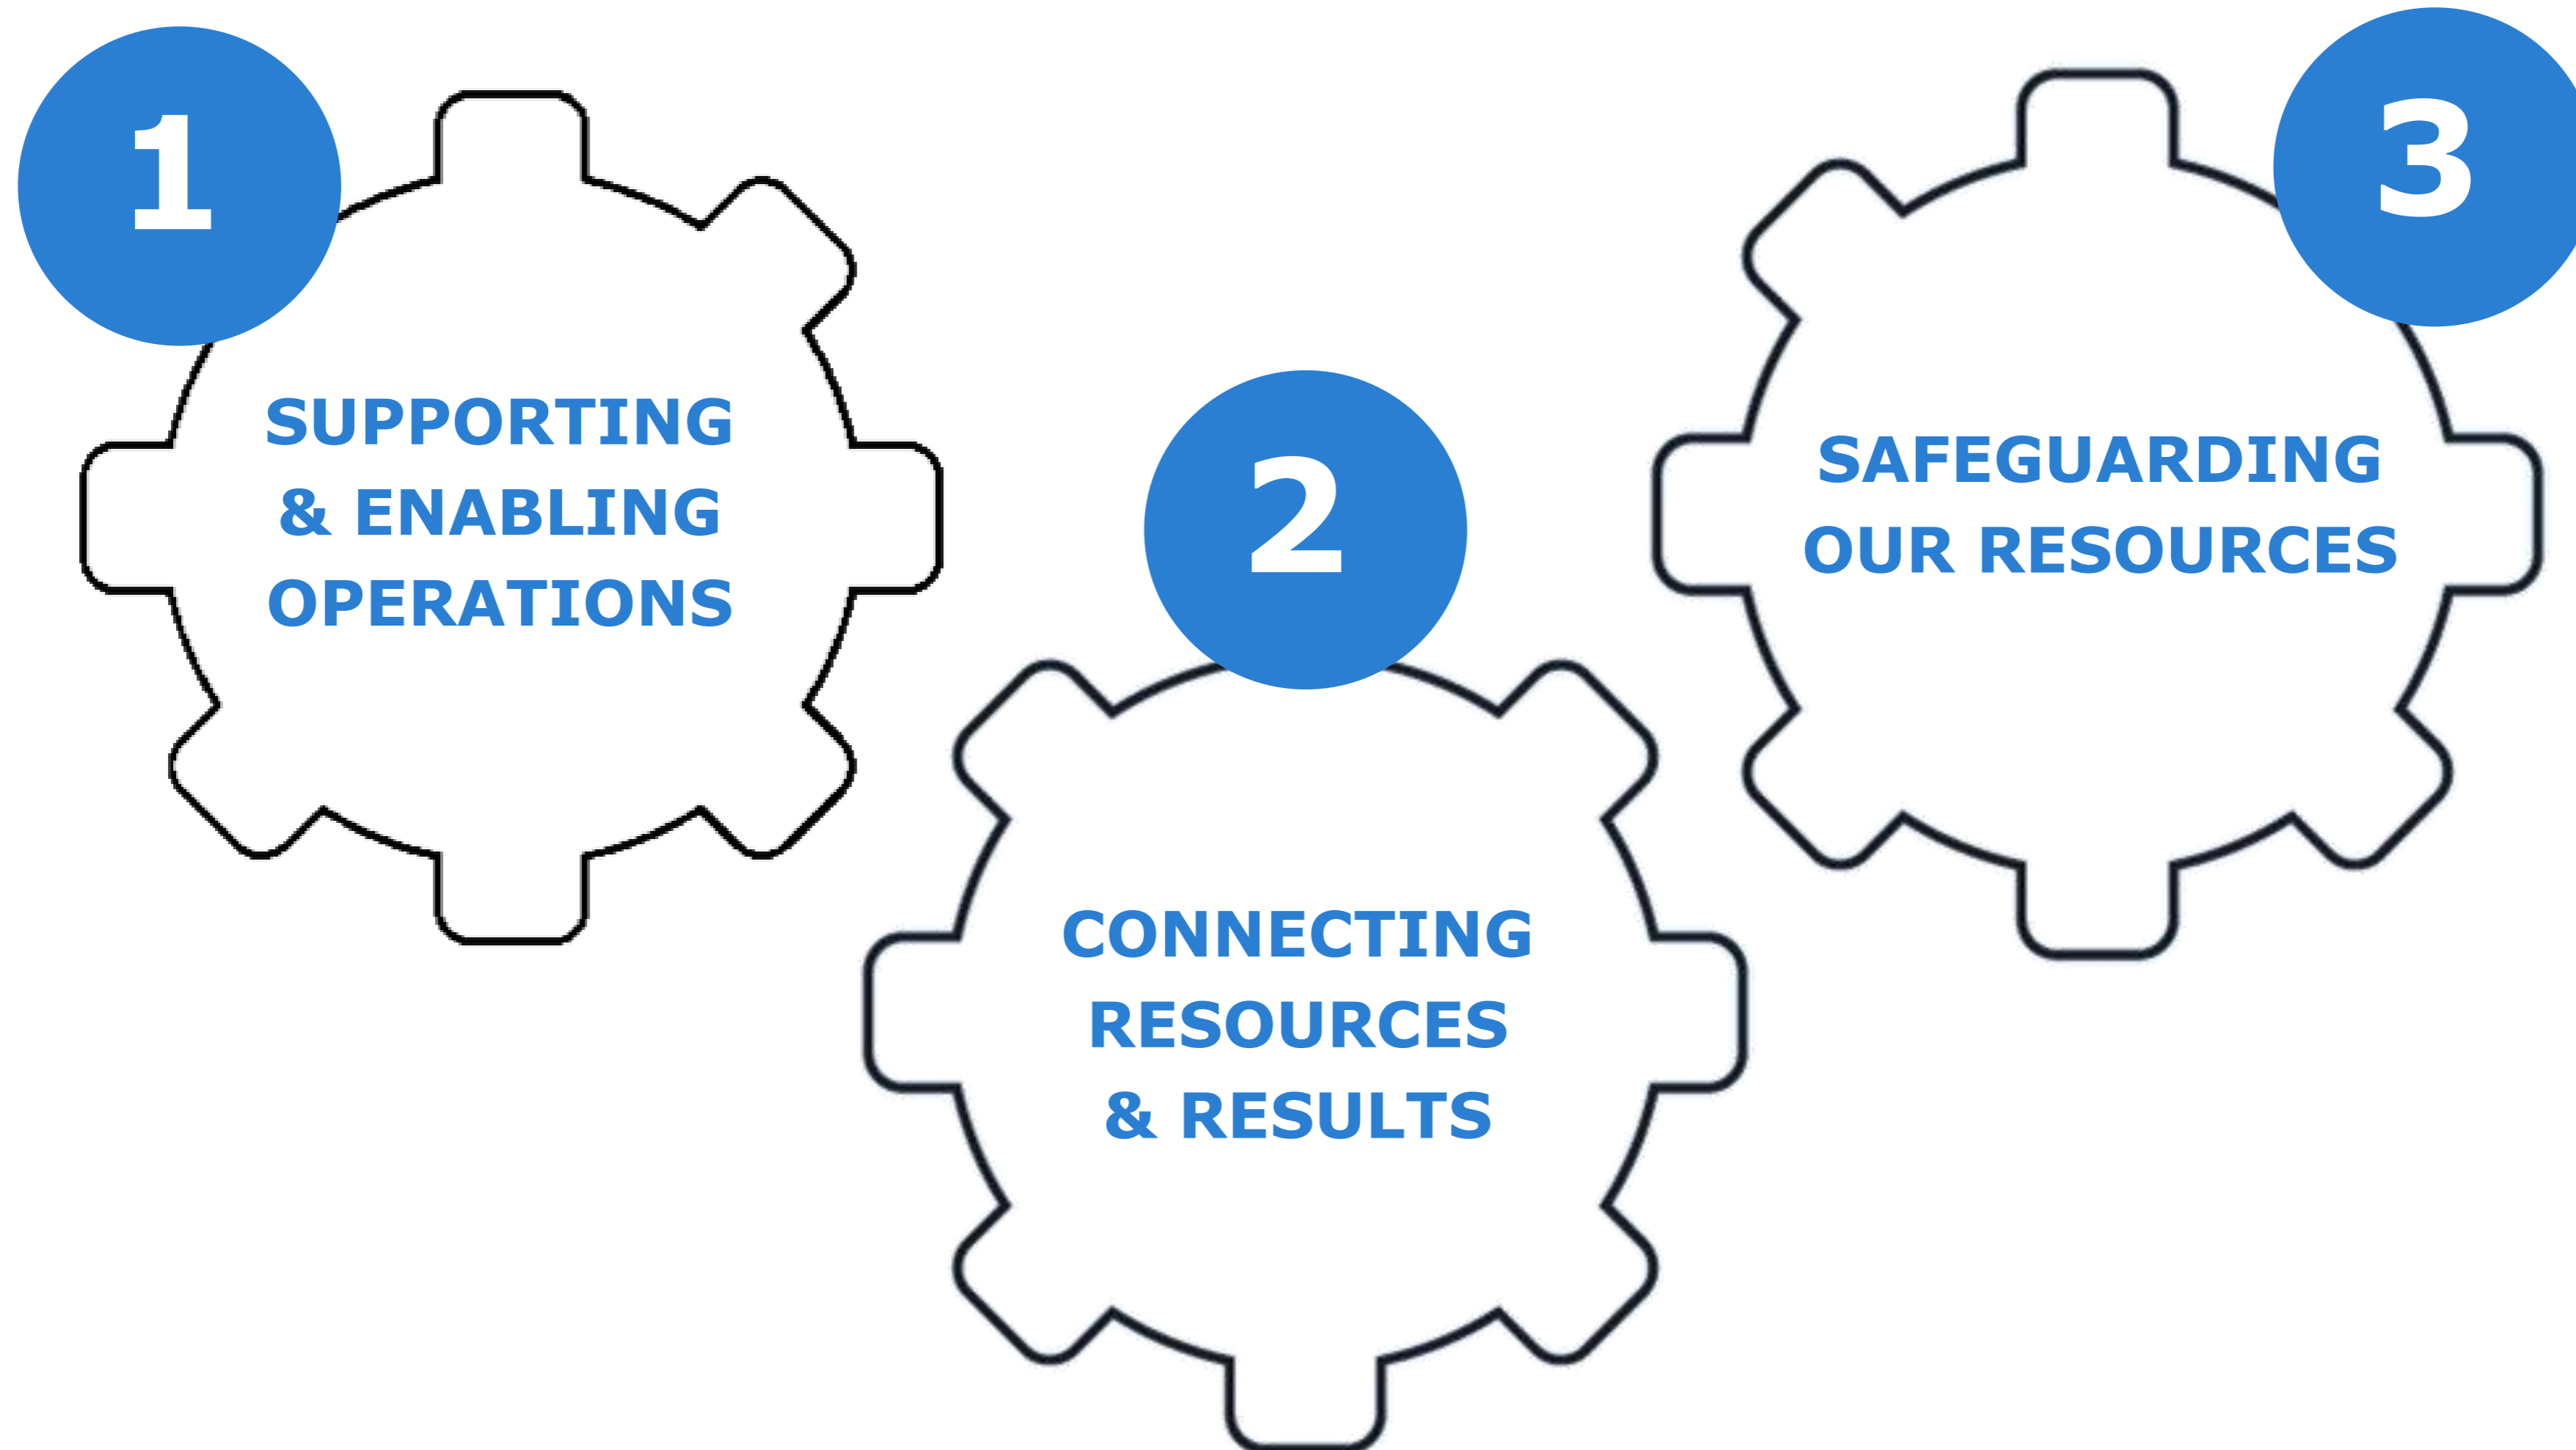 1
SUPPORTING
& ENABLING
OPERATIONS
2
CONNECTING
RESOURCES
& RESULTS
3
SAFEGUARDING
OUR RESOURCES